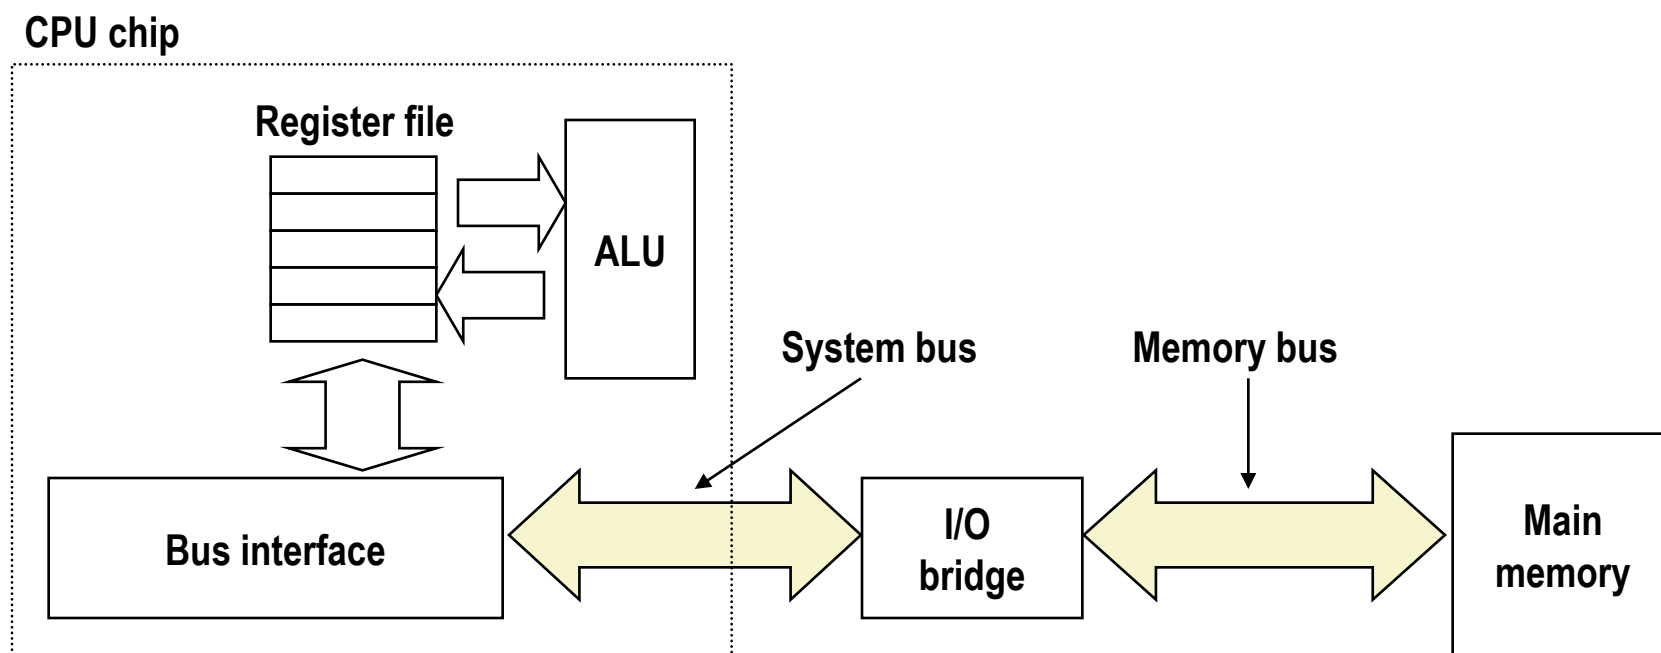 CPU chip
Register file
ALU
System bus
Memory bus
Bus interface
I/O
bridge
Main
memory